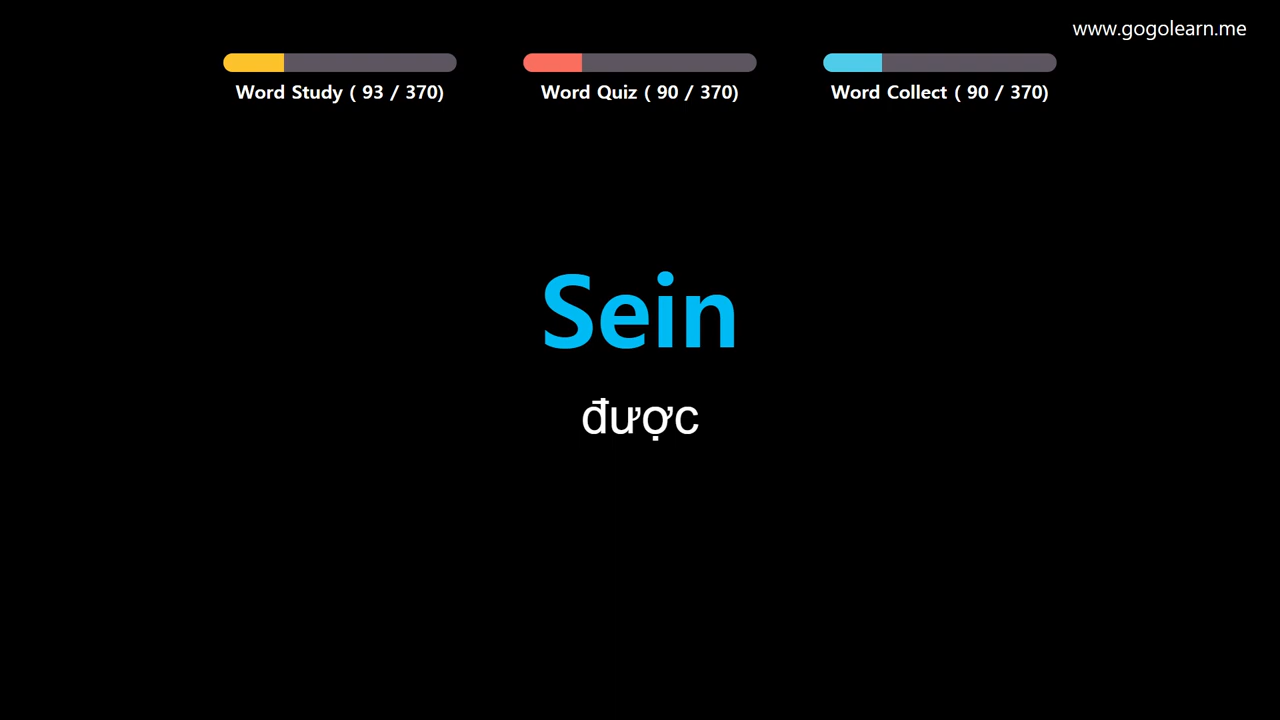 www.gogolearn.me
Word Study ( 93 / 370)
Word Quiz ( 90 / 370)
Word Collect ( 90 / 370)
Sein
được